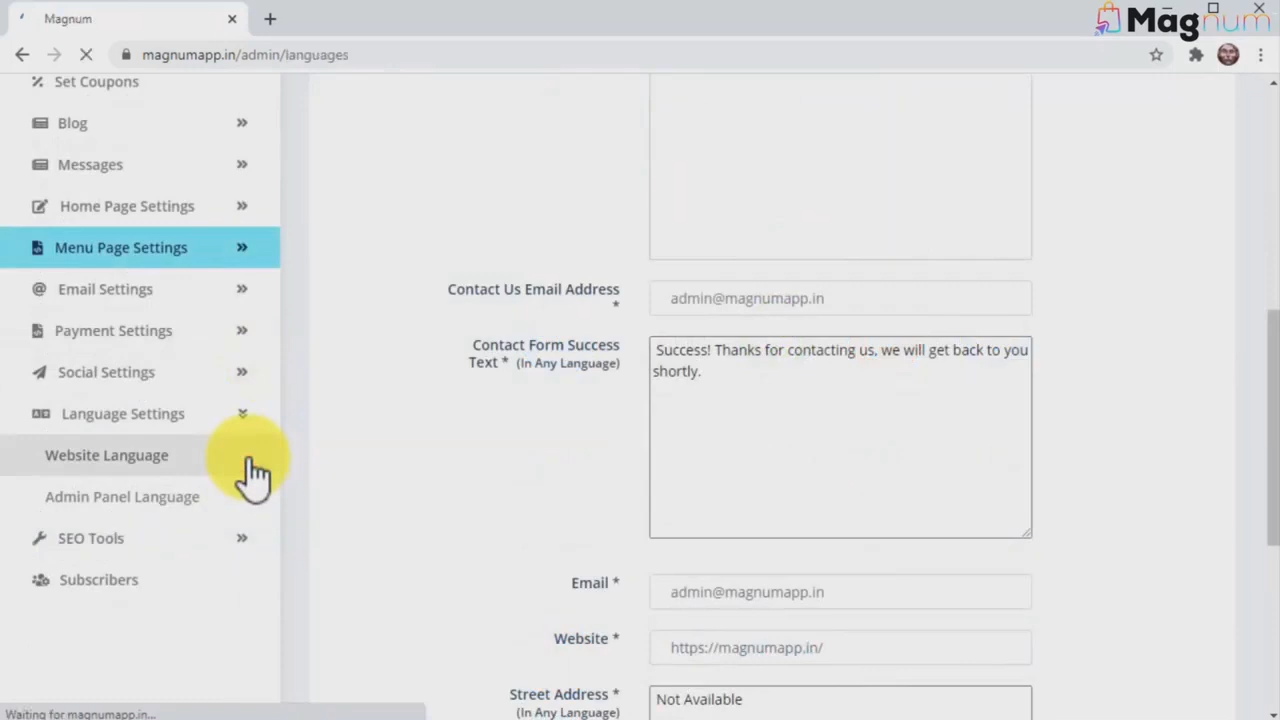 Magnum
Magnum
magnumapp.in/admin/languages
Set Coupons
Blog
Messages
Home Page Settings
Menu Page Settings
Email Settings
Payment Settings
Social Settings
Language Settings
Website Language
Admin Panel Language
SEO Tools
Subscribers
Contact Us Email Address
*
admin@magnumapp.in
Contact Form Success
Text * (In Any Language)
Success! Thanks for contacting us, we will get back to you
shortly.
Email *
admin@magnumapp.in
Website *
https://magnumapp.in/
Street Address *
(In Any Language)
Not Available
Waiting for magnumapp.in...